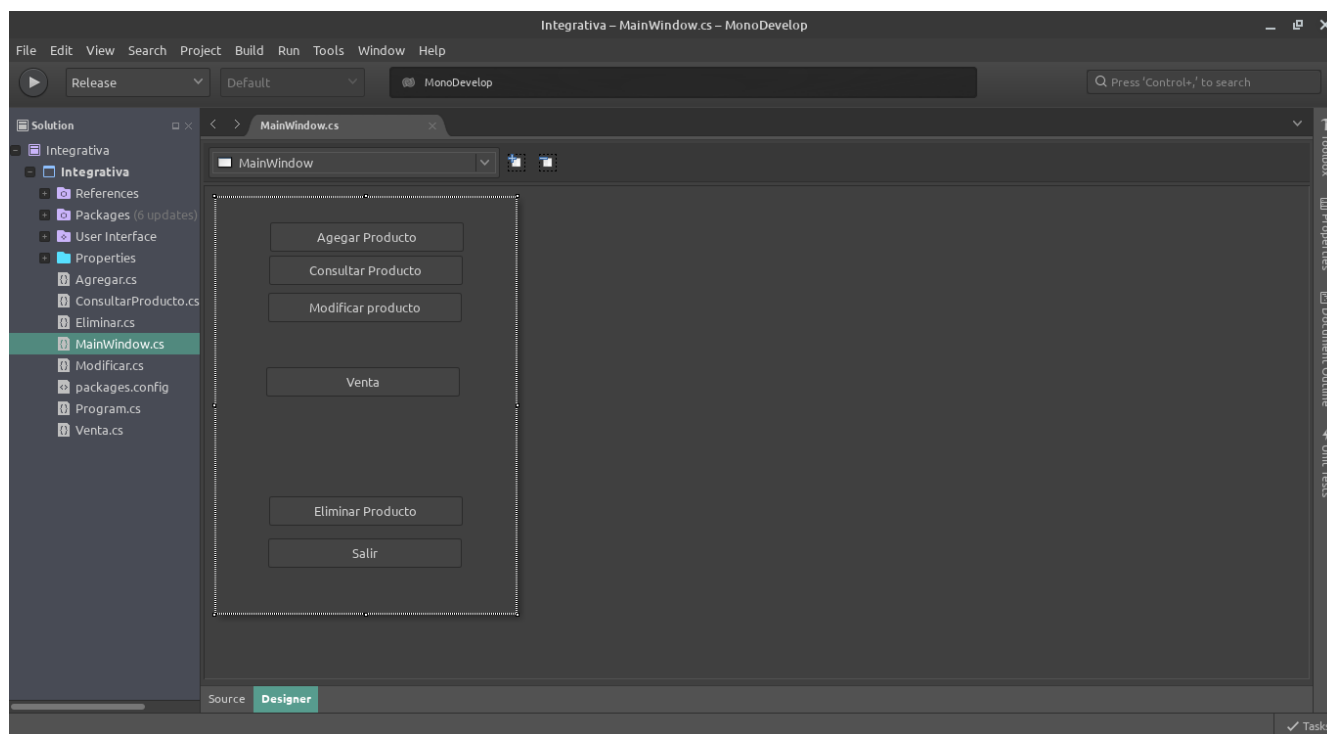 Integrativa – MainWindow.cs – MonoDevelop
File Edit View Search Project Build Run Tools Window Help
Release Default MonoDevelop Press 'Control+,' to search
Solution MainWindow.cs
Integrativa
MainWindow
Integrativa
References
Packages (6 updates)
User Interface
Properties
Agregar.cs
ConsultarProducto.cs
Eliminar.cs
MainWindow.cs
Modificar.cs
packages.config
Program.cs
Venta.cs
Agegar Producto
Consultar Producto
Modificar producto
Venta
Eliminar Producto
Salir
Toolbox
Properties
Document Outline
Unit Tests
Source Designer
Tasks